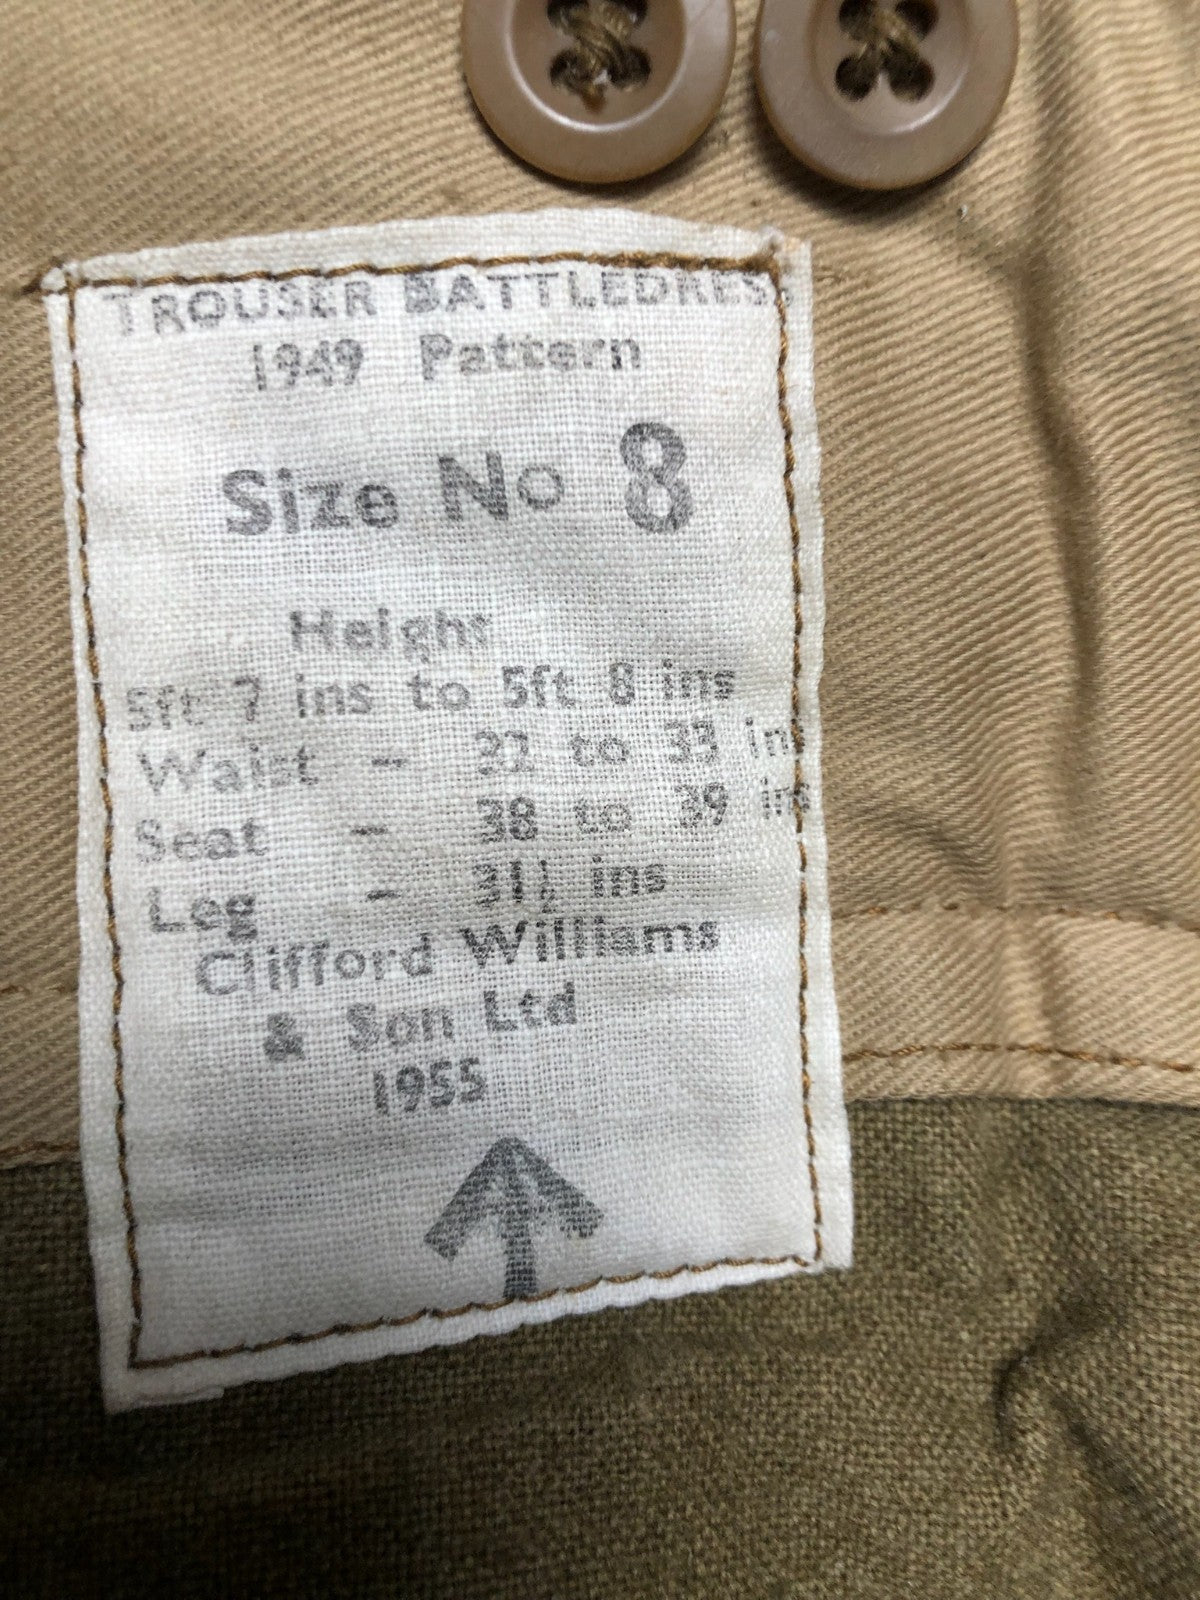 TROUSER BATTLEDRESS
1949 Pattern
Size No 8
Height
5ft 7 ins to 5ft 8 ins
Waist - 32 to 33 ins
Seat - 38 to 39 ins
Leg - 31½ ins
Clifford Williams
& Son Ltd
1955